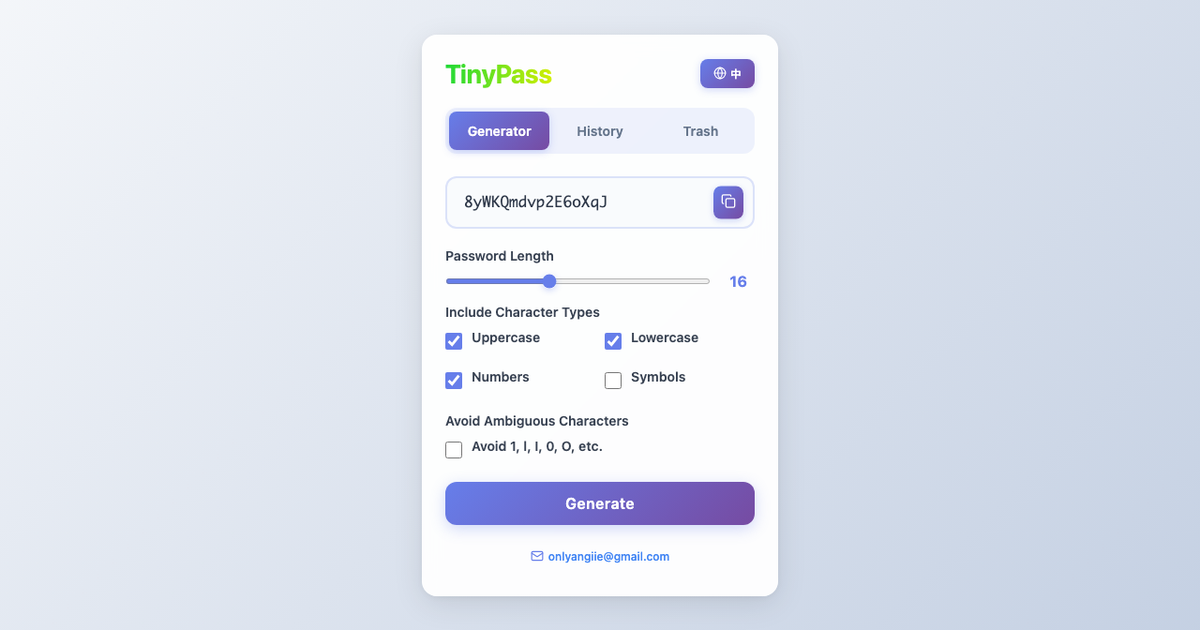 TinyPass
中
Generator History Trash
8yWKQmdvp2E6oXqJ
Password Length
16
Include Character Types
Uppercase Lowercase
Numbers Symbols
Avoid Ambiguous Characters
Avoid 1, l, I, 0, O, etc.
Generate
onlyangiie@gmail.com